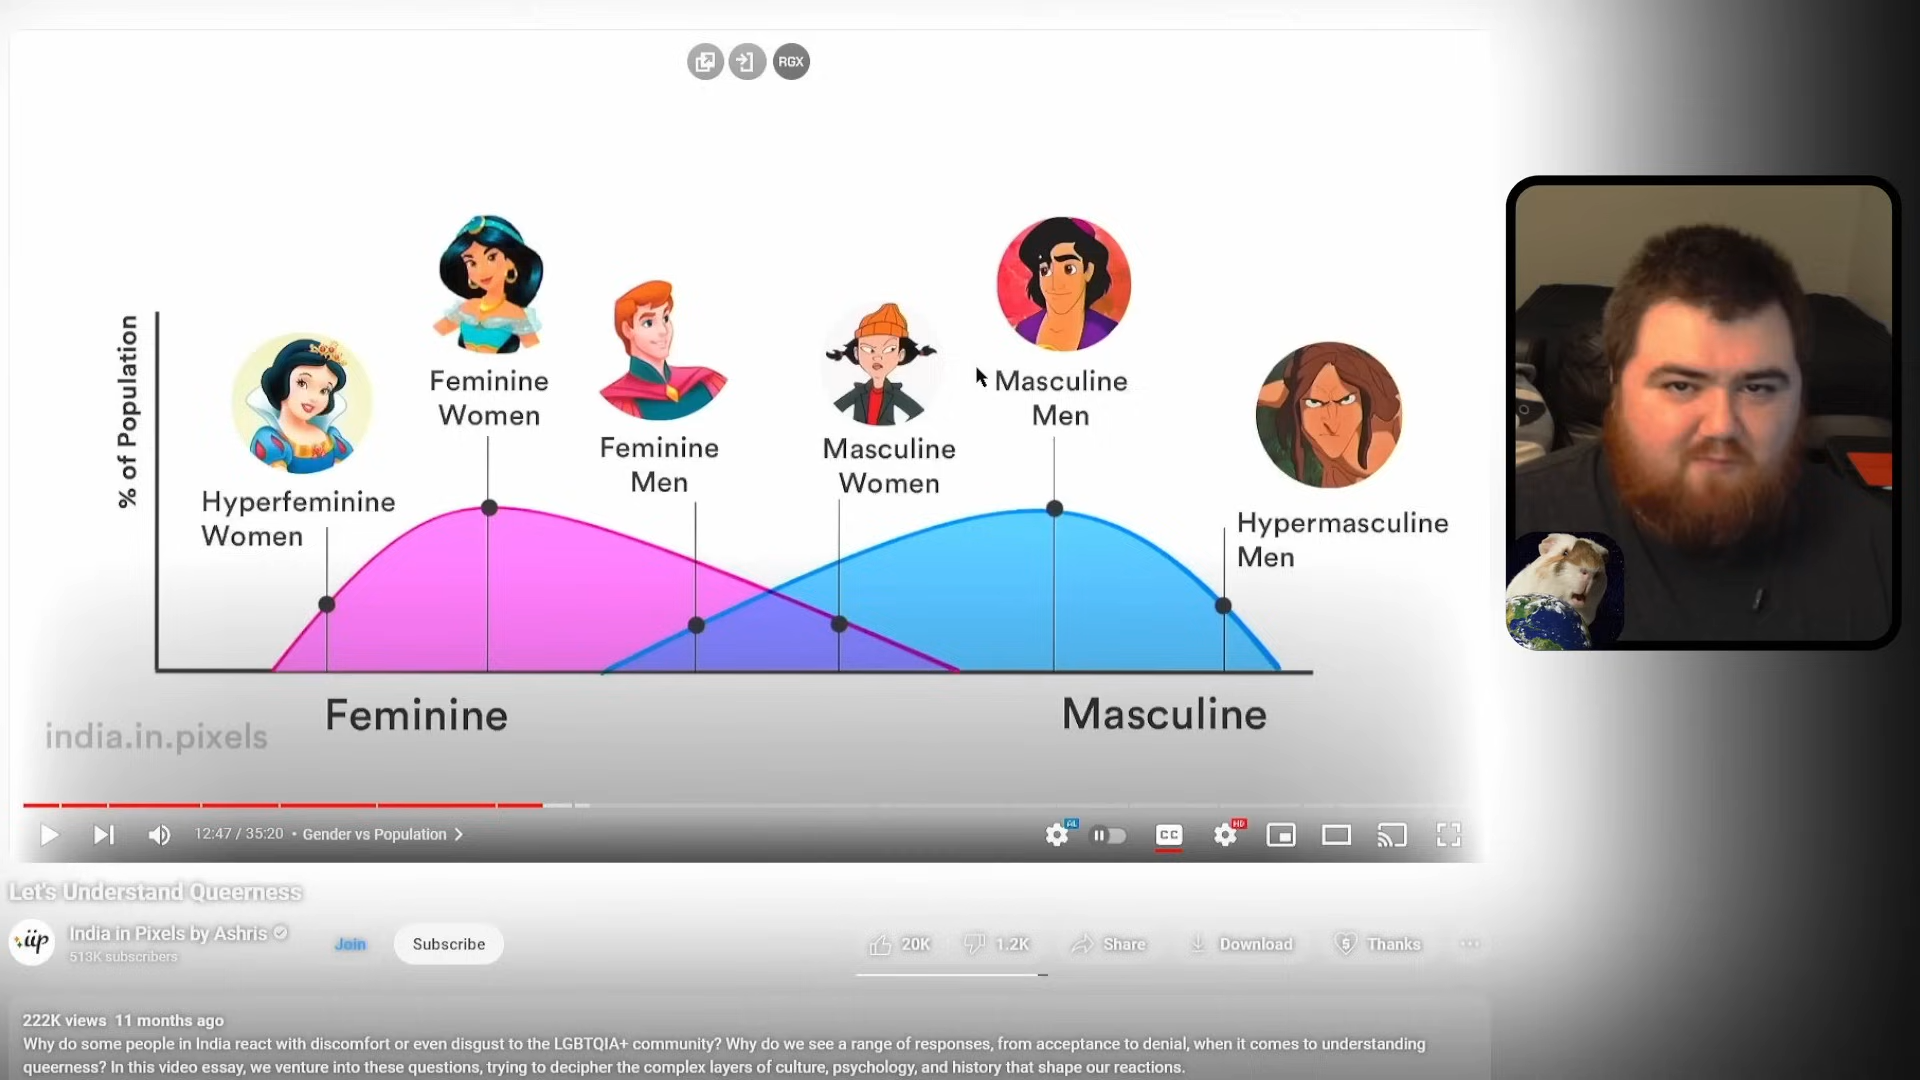 RGX
% of Population
Hyperfeminine
Women
Feminine
Women
Feminine
Men
Masculine
Women
Masculine
Men
Hypermasculine
Men
Feminine
Masculine
india.in.pixels
12:47 / 35:20 • Gender vs Population
AL
CC
HD
Let's Understand Queerness
iip
India in Pixels by Ashris
513K subscribers
Join
Subscribe
20K
1.2K
Share
Download
Thanks
222K views 11 months ago
Why do some people in India react with discomfort or even disgust to the LGBTQIA+ community? Why do we see a range of responses, from acceptance to denial, when it comes to understanding
queerness? In this video essay, we venture into these questions, trying to decipher the complex layers of culture, psychology, and history that shape our reactions.